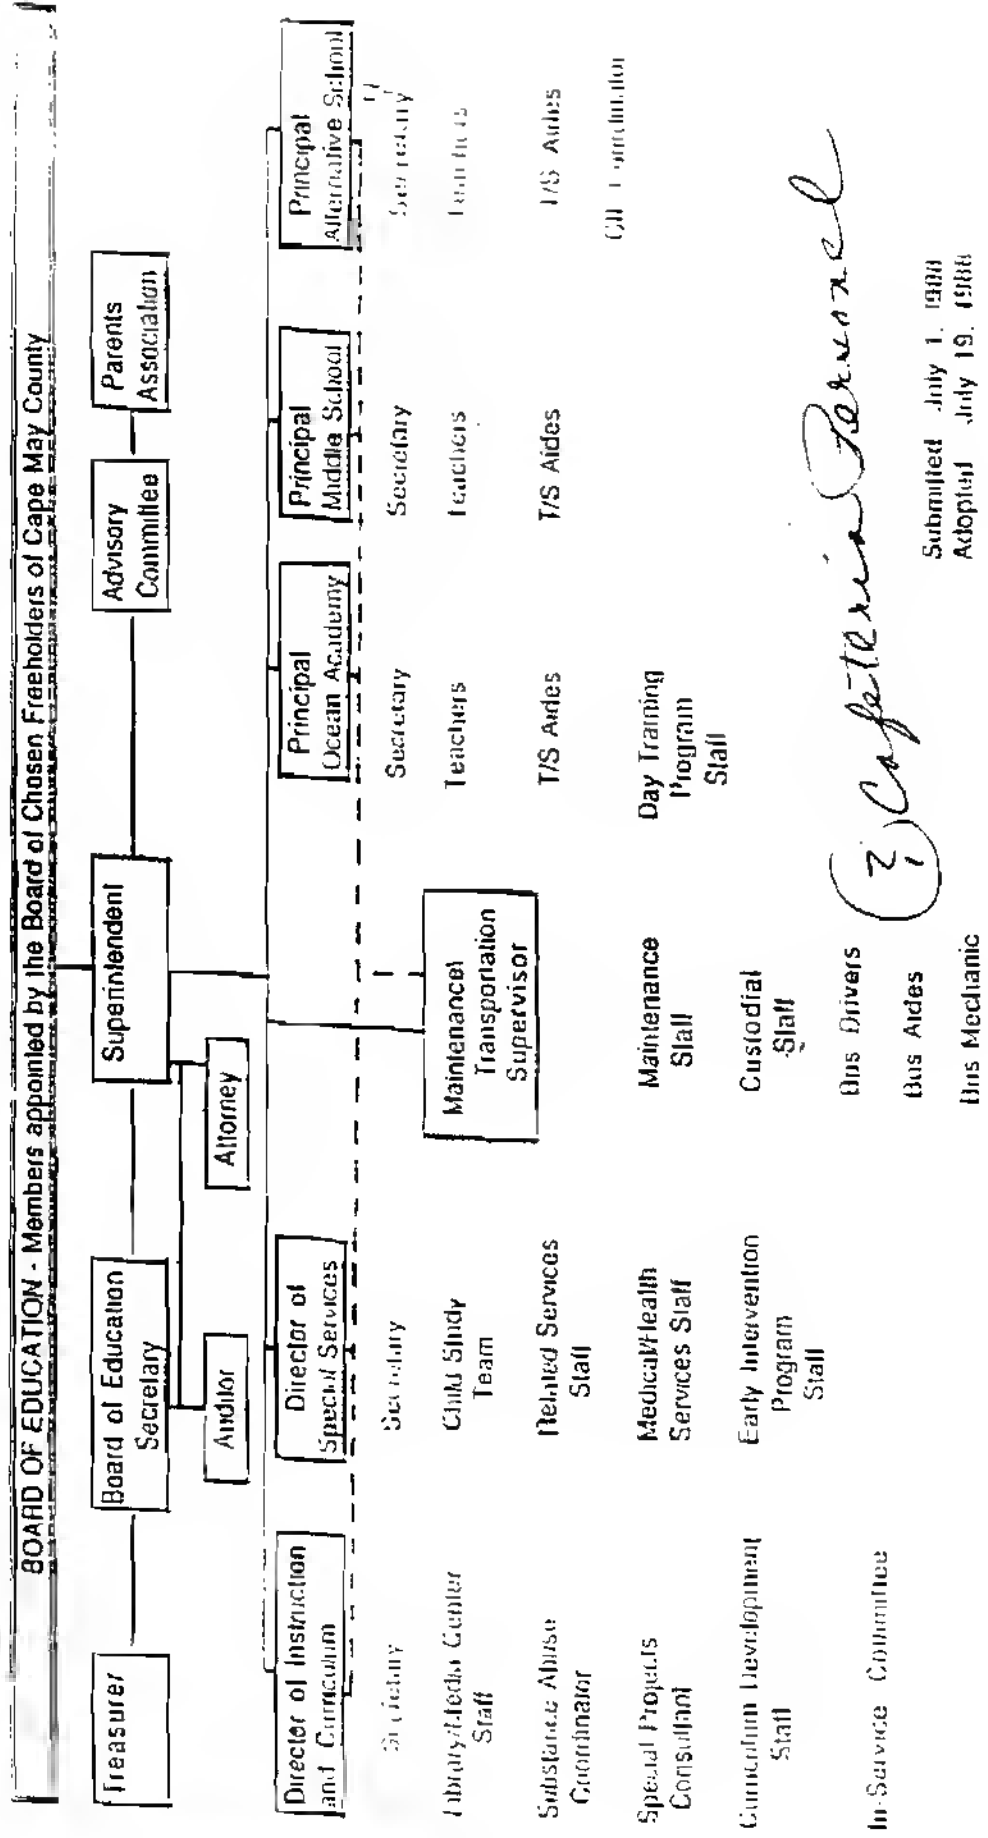 BOARD OF EDUCATION - Members appointed by the Board of Chosen Freeholders of Cape May County
Treasurer
Board of Education
Secretary
Superintendent
Advisory
Committee
Parents
Association
Auditor
Attorney
Director of Instruction
and Curriculum
Director of
Special Services
Principal
Ocean Academy
Principal
Middle School
Principal
Alternative School
Secretary
Library/Media Center
Staff
Substance Abuse
Coordinator
Special Projects
Consultant
Curriculum Development
Staff
In-Service Committee
Secretary
Child Study
Team
Related Services
Staff
Medical/Health
Services Staff
Early Intervention
Program
Staff
Maintenance/
Transportation
Supervisor
Maintenance
Staff
Custodial
Staff
Bus Drivers
Bus Aides
Bus Mechanic
Secretary
Teachers
T/S Aides
Day Training
Program
Staff
Secretary
Teachers
T/S Aides
Secretary
Teachers
T/S Aides
Coordinator
Cafeteria Personel
Submitted July 1, 1988
Adopted July 19, 1988